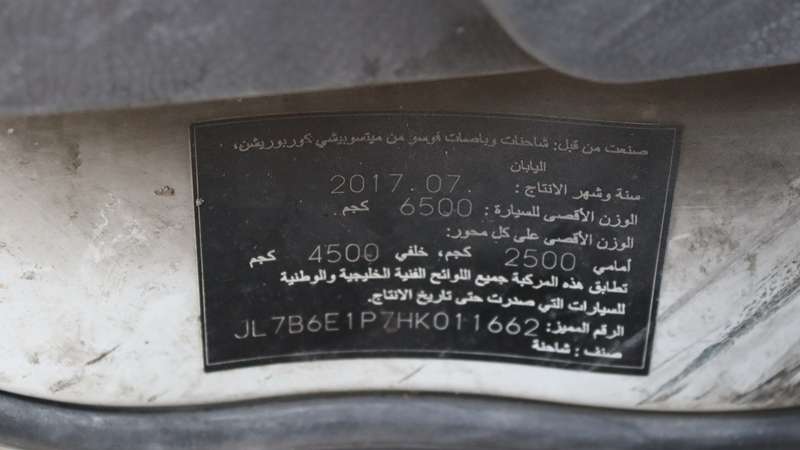 صنعت من قبل: شاحنات وباصات فوسو من ميتسوبيشي كوربوريشن،
اليابان
سنة وشهر الانتاج : 2017.07.
الوزن الأقصى للسيارة : 6500 كجم
الوزن الأقصى على كل محور:
أمامي 2500 كجم، خلفي 4500 كجم
تطابق هذه المركبة جميع اللوائح الفنية الخليجية والوطنية
للسيارات التي صدرت حتى تاريخ الانتاج.
الرقم المميز: JL7B6E1P7HK011662
صنف : شاحنة